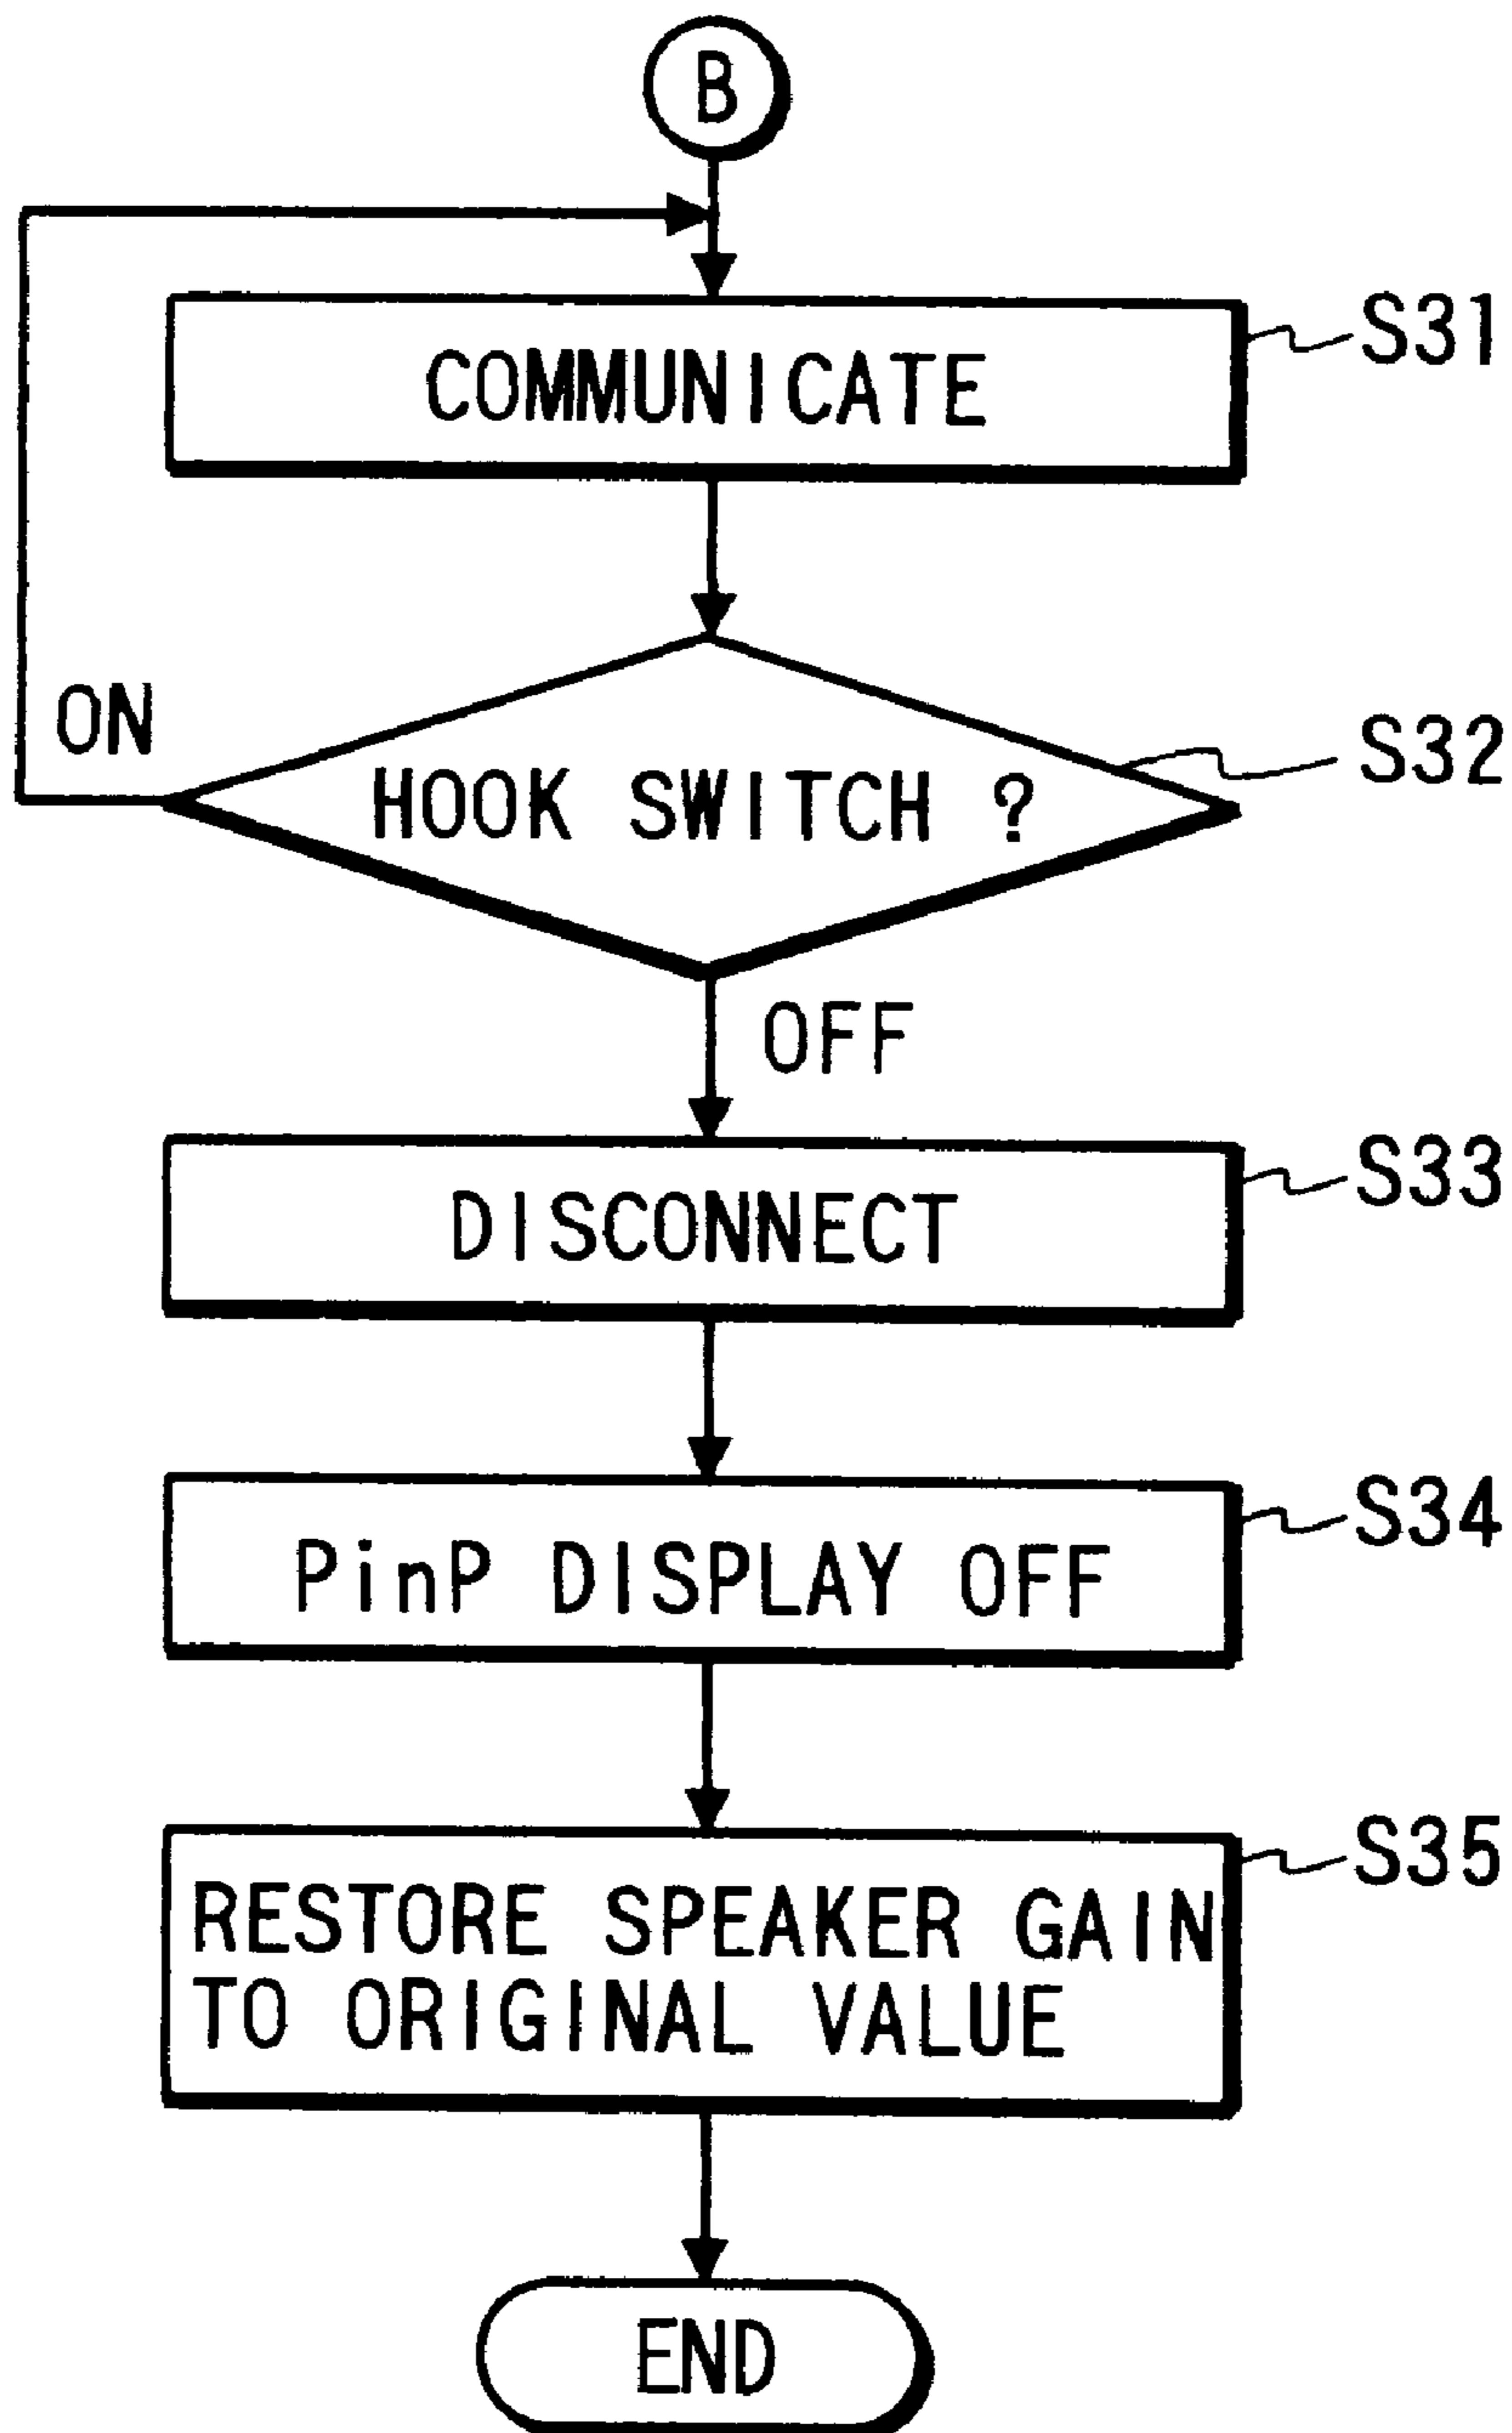 B
COMMUNICATE
S31
ON
HOOK SWITCH ?
S32
OFF
DISCONNECT
S33
PinP DISPLAY OFF
S34
RESTORE SPEAKER GAIN
TO ORIGINAL VALUE
S35
END